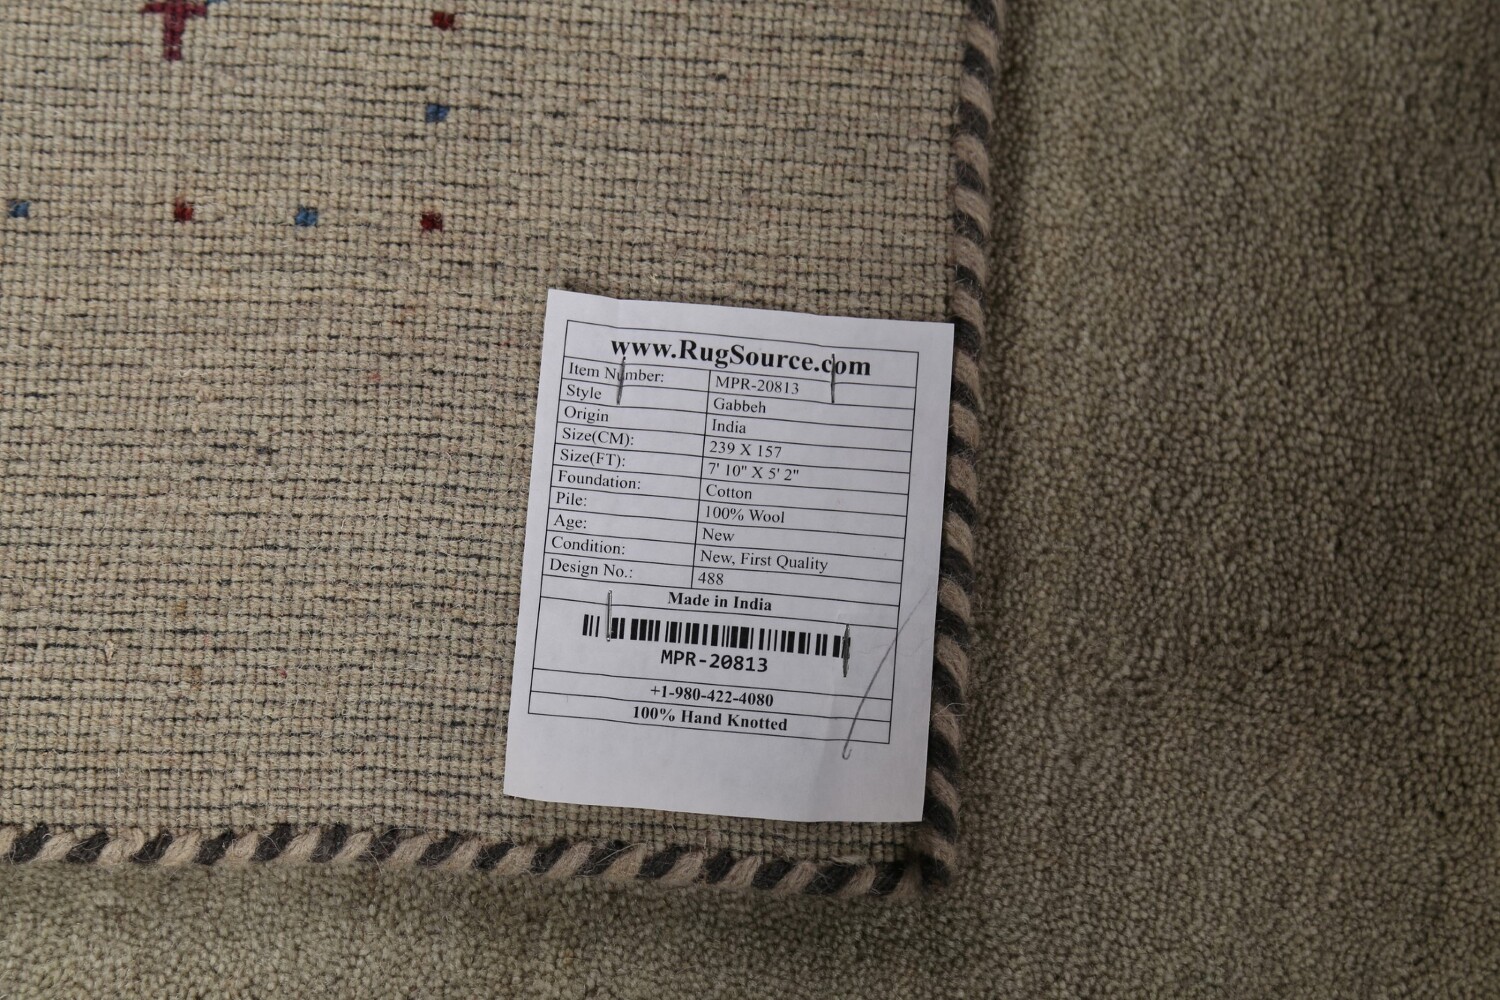 www.RugSource.com
Item Number: MPR-20813
Style Gabbeh
Origin India
Size(CM): 239 X 157
Size(FT): 7' 10" X 5' 2"
Foundation: Cotton
Pile: 100% Wool
Age: New
Condition: New, First Quality
Design No.: 488
Made in India
MPR-20813
+1-980-422-4080
100% Hand Knotted